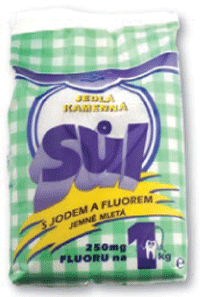 JEDLÁ
KAMENNÁ
Sůl
S JODEM A FLUOREM
JEMNĚ MLETÁ
250mg
FLUORU na 1kg
e